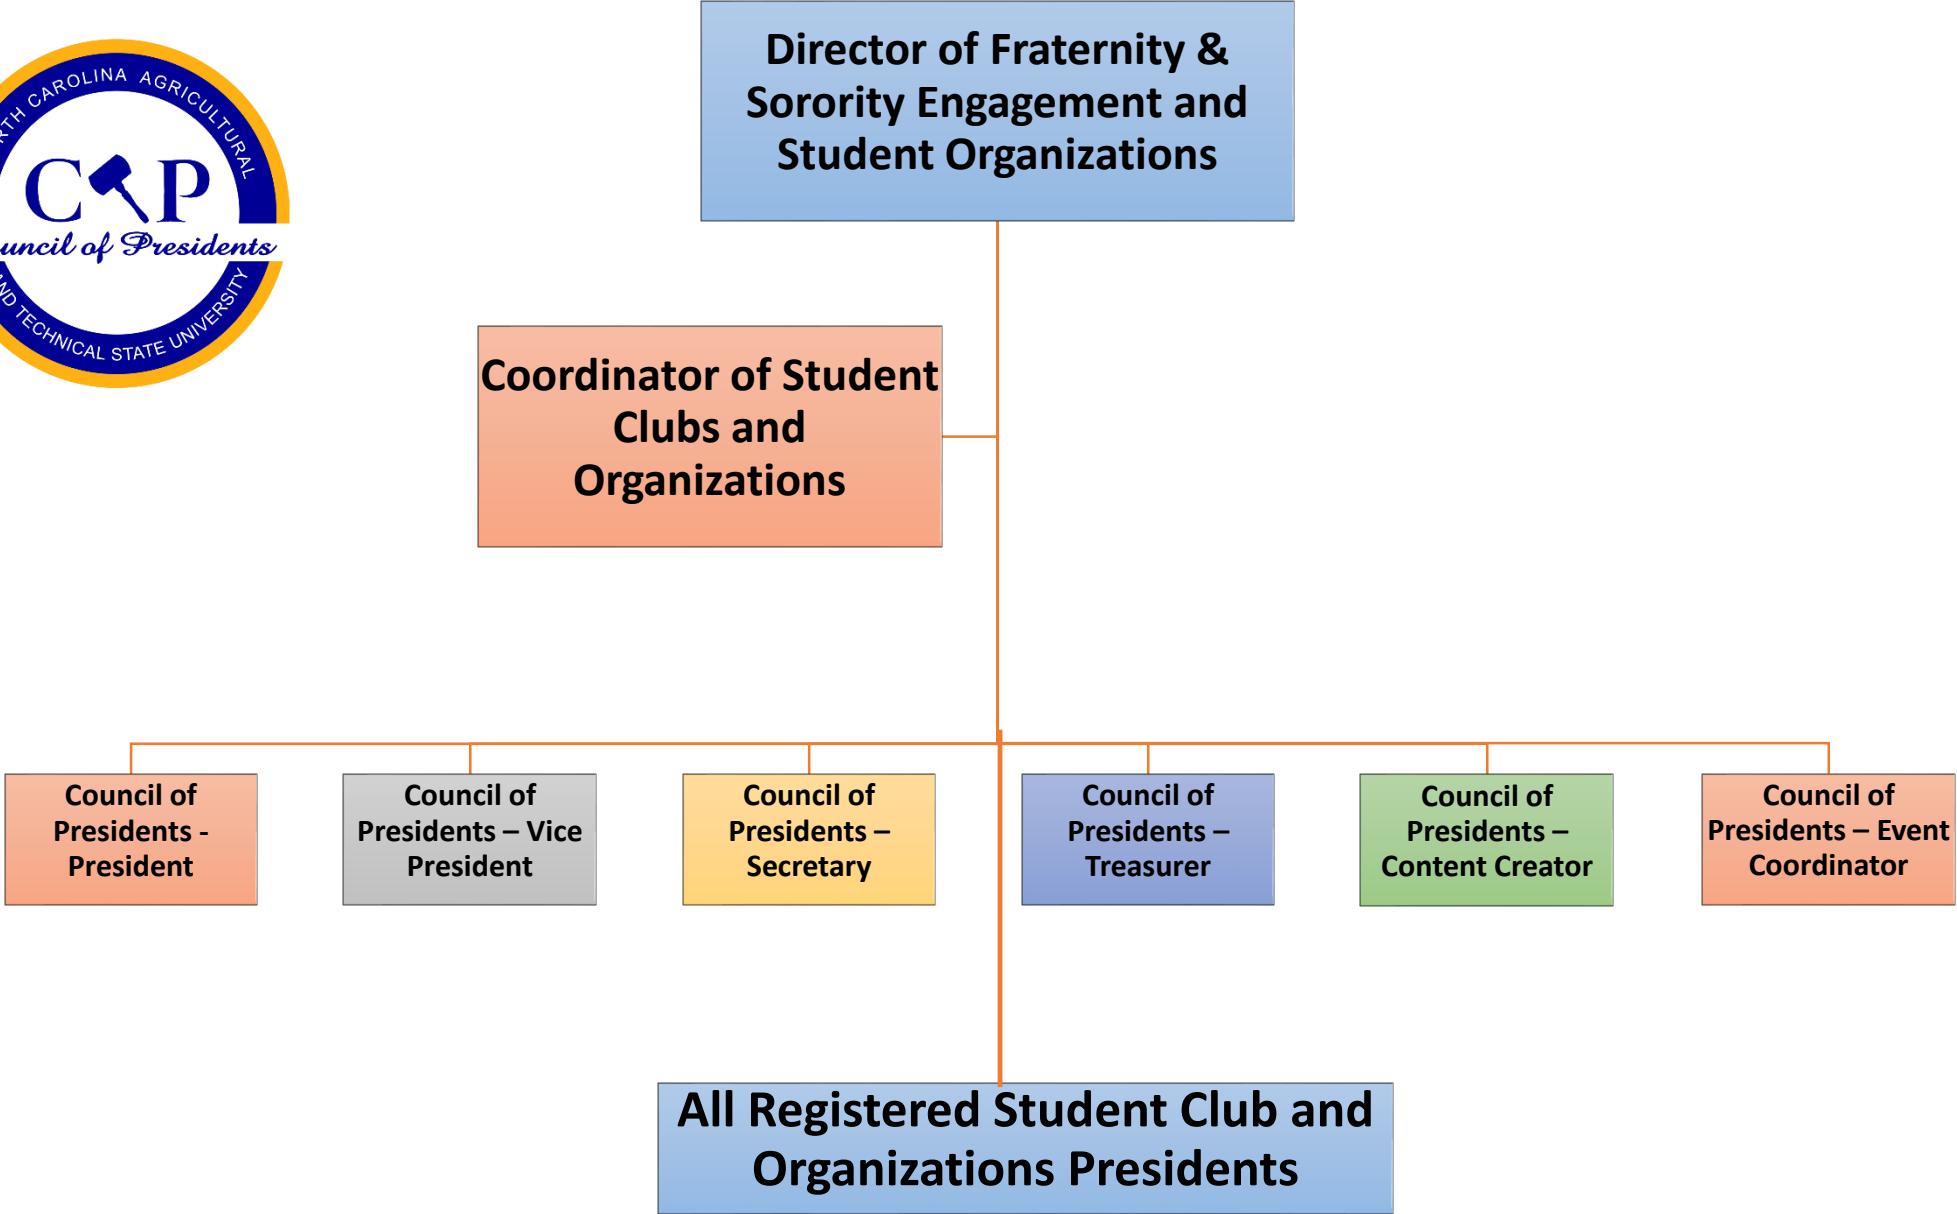 CAROLINA AGRICULTURAL
C P
of Presidents
TECHNICAL STATE UNIVERSITY
Director of Fraternity &
Sorority Engagement and
Student Organizations
Coordinator of Student
Clubs and
Organizations
Council of
Presidents -
President
Council of
Presidents – Vice
President
Council of
Presidents –
Secretary
Council of
Presidents –
Treasurer
Council of
Presidents –
Content Creator
Council of
Presidents – Event
Coordinator
All Registered Student Club and
Organizations Presidents